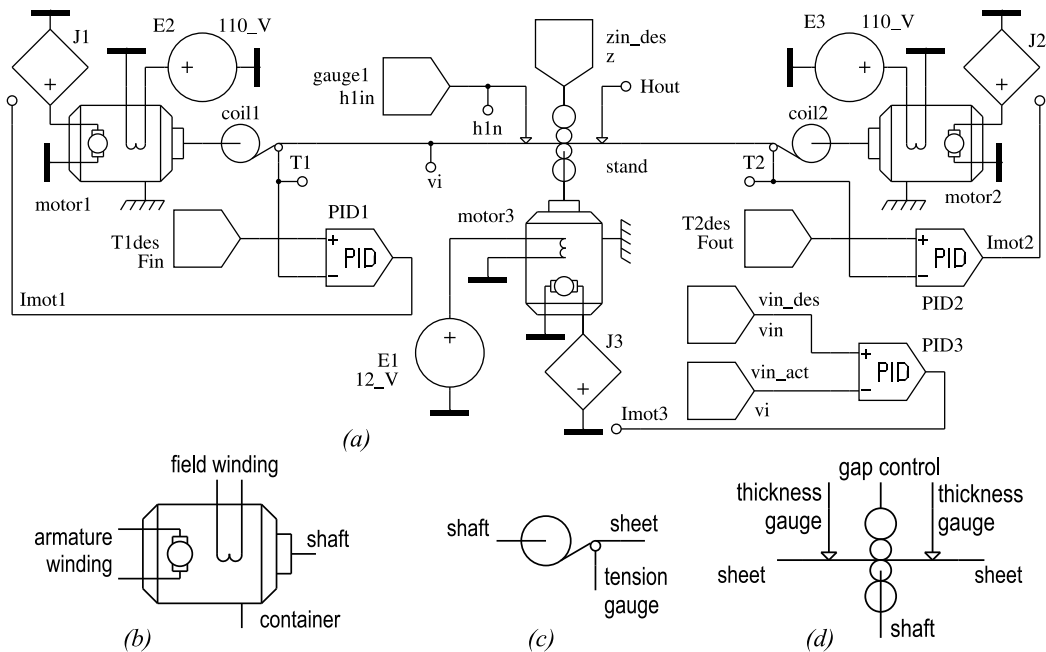 J1
E2
110_V
zin_des
z
E3
110_V
J2
gauge1
h1in
Hout
coil1
coil2
h1n
+
+
+
+
T1
vi
stand
T2
motor1
motor2
motor3
PID1
T1des
Fin
+
PID
−
T2des
Fout
+
PID
−
Imot2
PID2
Imot1
vin_des
vin
PID3
+
PID
−
vin_act
vi
+
E1
12_V
J3
+
Imot3
(a)
field winding
armature
winding
shaft
container
(b)
shaft
sheet
tension
gauge
(c)
gap control
thickness
gauge
thickness
gauge
sheet
sheet
shaft
(d)